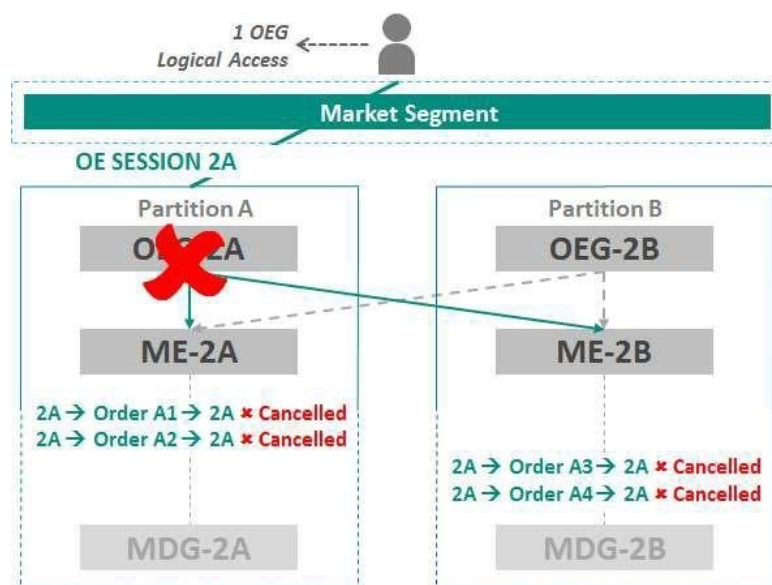 1 OEG
Logical Access
Market Segment
OE SESSION 2A
Partition A
Partition B
2A
OEG-2B
ME-2A
ME-2B
2A → Order A1 → 2A ✖ Cancelled
2A → Order A2 → 2A ✖ Cancelled
2A → Order A3 → 2A ✖ Cancelled
2A → Order A4 → 2A ✖ Cancelled
MDG-2A
MDG-2B